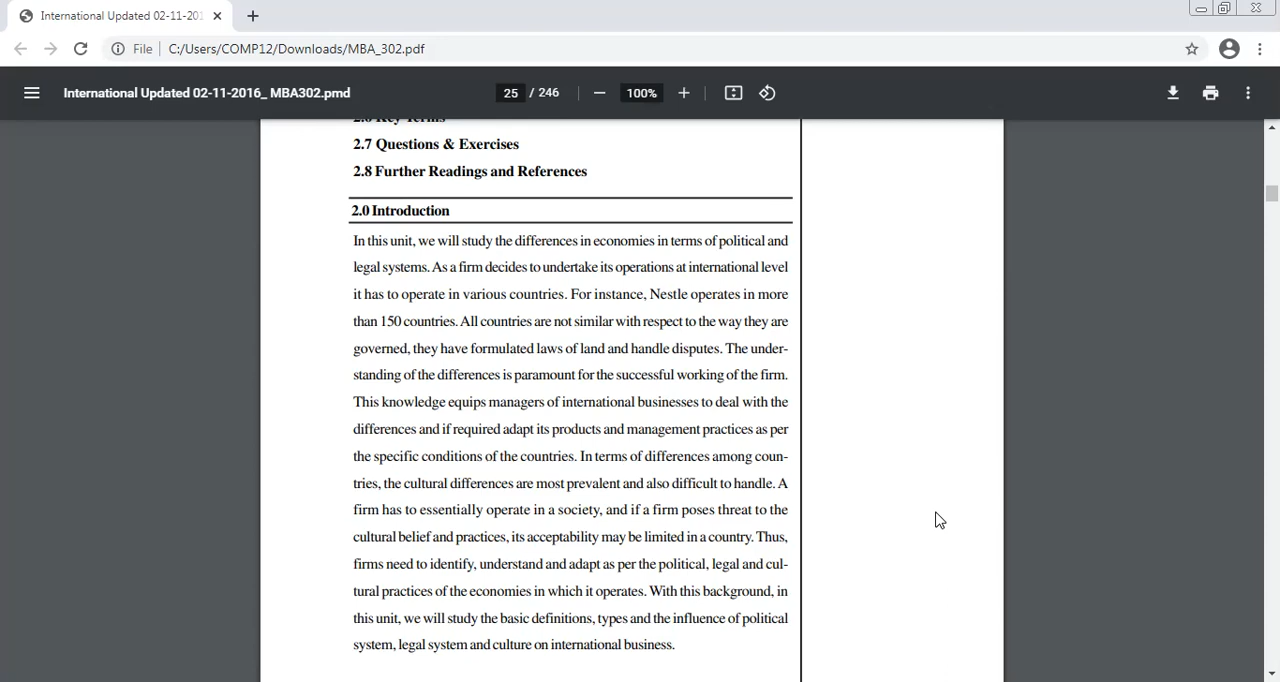 International Updated 02-11-201
File
C:/Users/COMP12/Downloads/MBA_302.pdf
International Updated 02-11-2016_ MBA302.pmd
25 / 246
100%
2.6 Key Terms
2.7 Questions & Exercises
2.8 Further Readings and References
2.0 Introduction
In this unit, we will study the differences in economies in terms of political and
legal systems. As a firm decides to undertake its operations at international level
it has to operate in various countries. For instance, Nestle operates in more
than 150 countries. All countries are not similar with respect to the way they are
governed, they have formulated laws of land and handle disputes. The under-
standing of the differences is paramount for the successful working of the firm.
This knowledge equips managers of international businesses to deal with the
differences and if required adapt its products and management practices as per
the specific conditions of the countries. In terms of differences among coun-
tries, the cultural differences are most prevalent and also difficult to handle. A
firm has to essentially operate in a society, and if a firm poses threat to the
cultural belief and practices, its acceptability may be limited in a country. Thus,
firms need to identify, understand and adapt as per the political, legal and cul-
tural practices of the economies in which it operates. With this background, in
this unit, we will study the basic definitions, types and the influence of political
system, legal system and culture on international business.